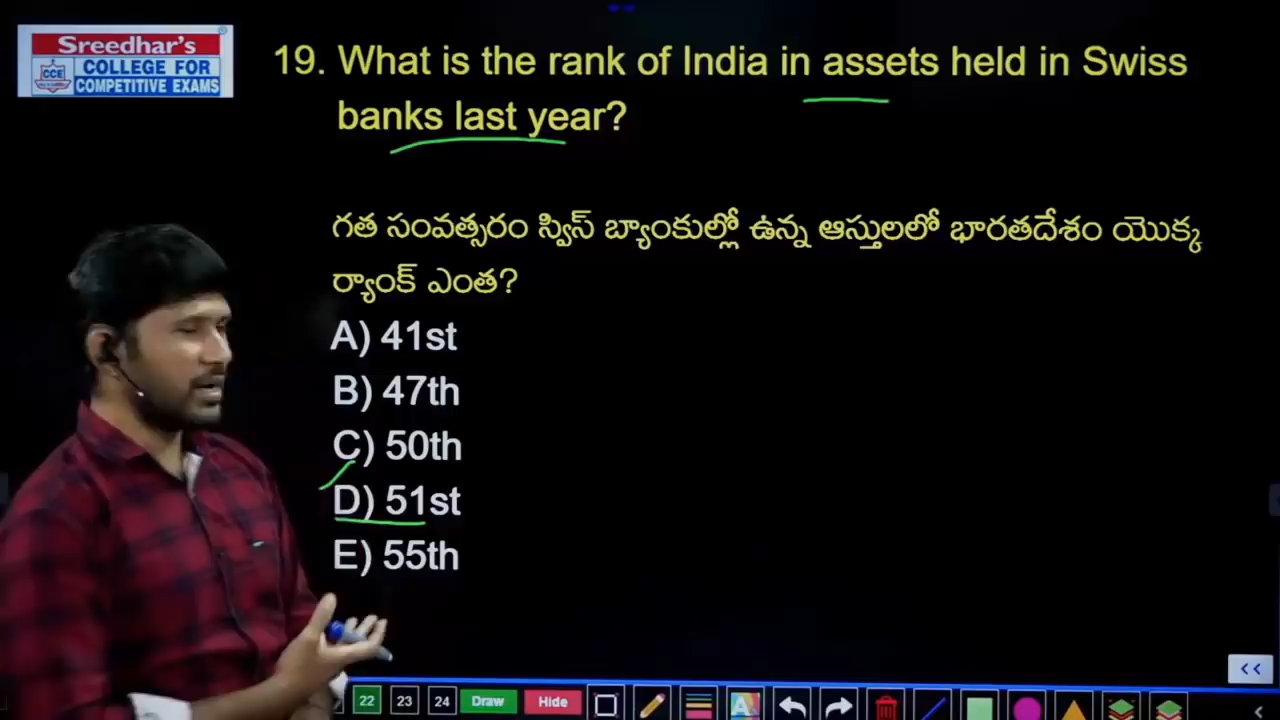 Sreedhar's
CCE
COLLEGE FOR
COMPETITIVE EXAMS
19. What is the rank of India in assets held in Swiss
banks last year?
గత సంవత్సరం స్విస్ బ్యాంకుల్లో ఉన్న ఆస్తులలో భారతదేశం యొక్క
ర్యాంక్ ఎంత?
A) 41st
B) 47th
C) 50th
D) 51st
E) 55th
<<
22 23 24 Draw Hide